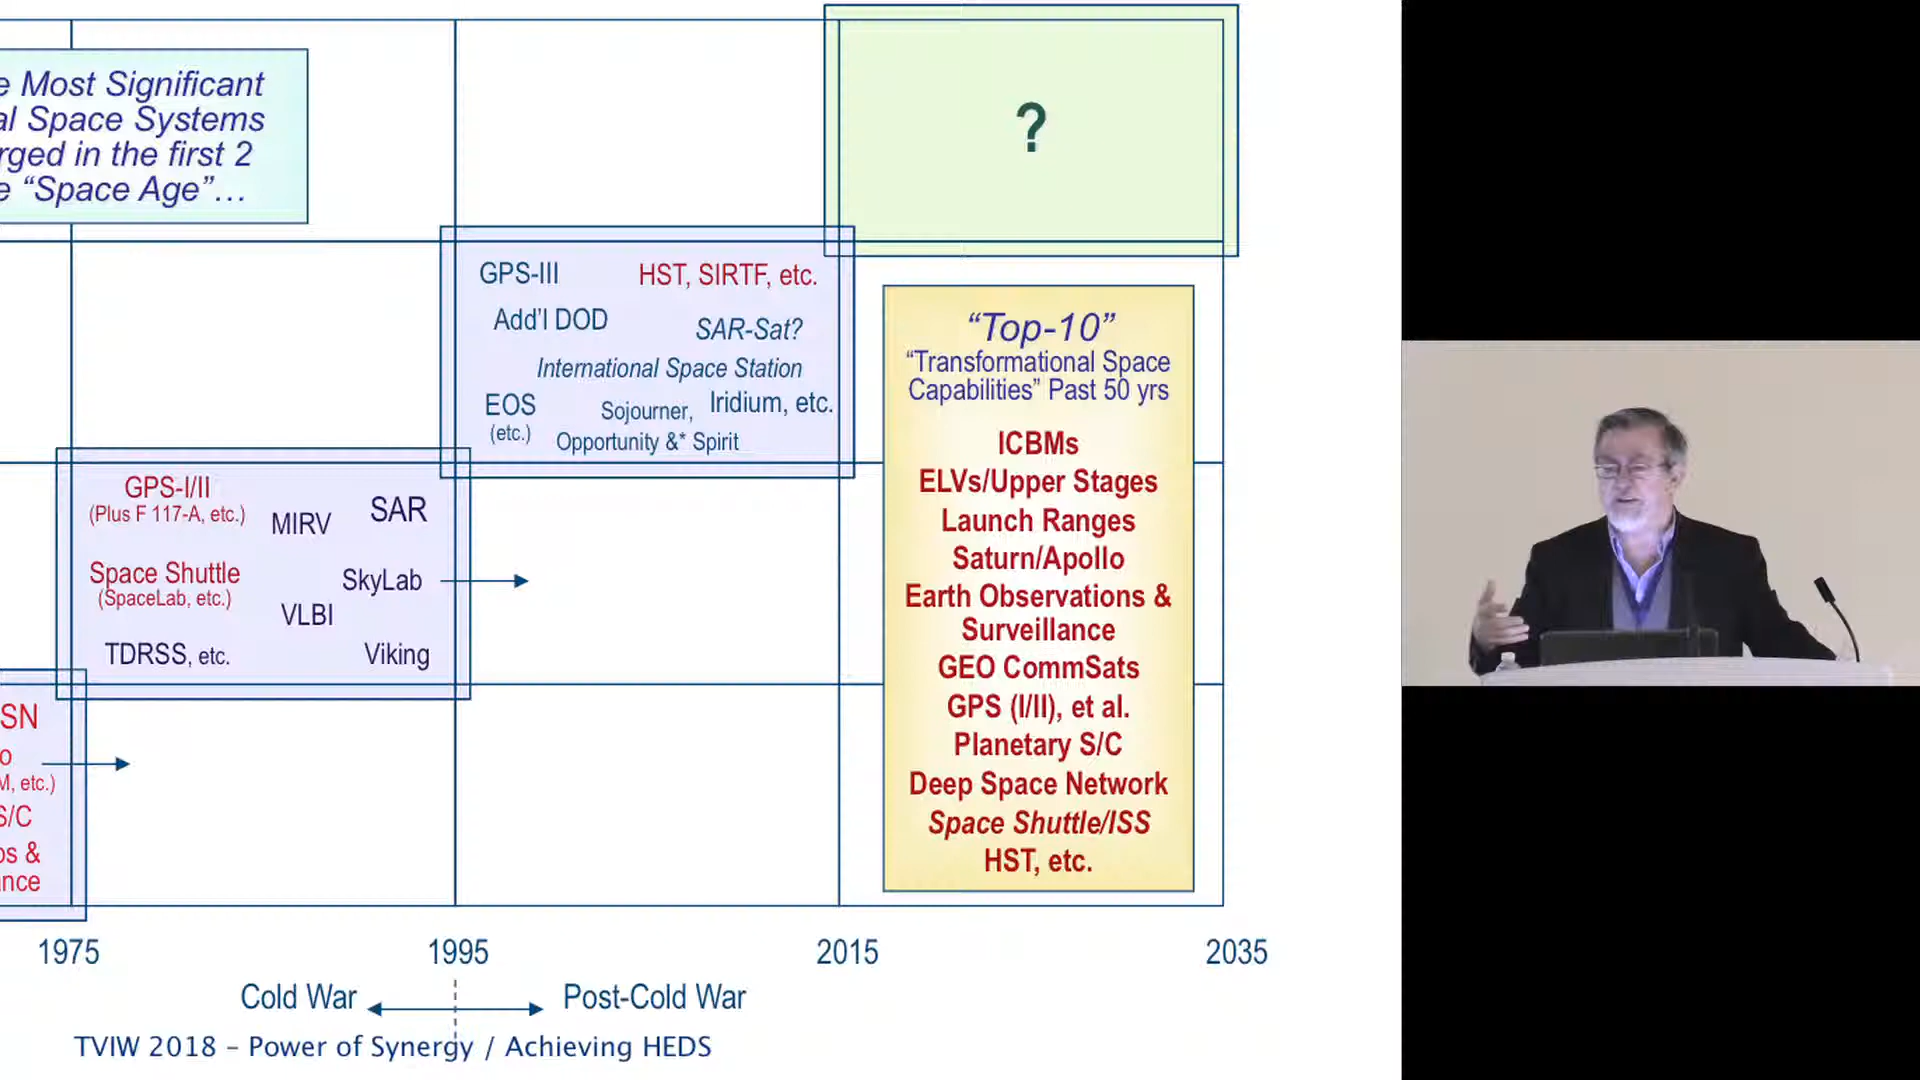 e Most Significant
al Space Systems
rged in the first 2
e “Space Age”…
?
GPS-III
HST, SIRTF, etc.
Add’l DOD
SAR-Sat?
International Space Station
EOS
(etc.)
Sojourner,
Iridium, etc.
Opportunity &* Spirit
“Top-10”
“Transformational Space
Capabilities” Past 50 yrs
ICBMs
ELVs/Upper Stages
Launch Ranges
Saturn/Apollo
Earth Observations &
Surveillance
GEO CommSats
GPS (I/II), et al.
Planetary S/C
Deep Space Network
Space Shuttle/ISS
HST, etc.
GPS-I/II
(Plus F 117-A, etc.)
MIRV
SAR
Space Shuttle
(SpaceLab, etc.)
SkyLab
VLBI
TDRSS, etc.
Viking
SN
o
M, etc.)
S/C
os &
nce
1975
1995
2015
2035
Cold War
Post-Cold War
TVIW 2018 – Power of Synergy / Achieving HEDS